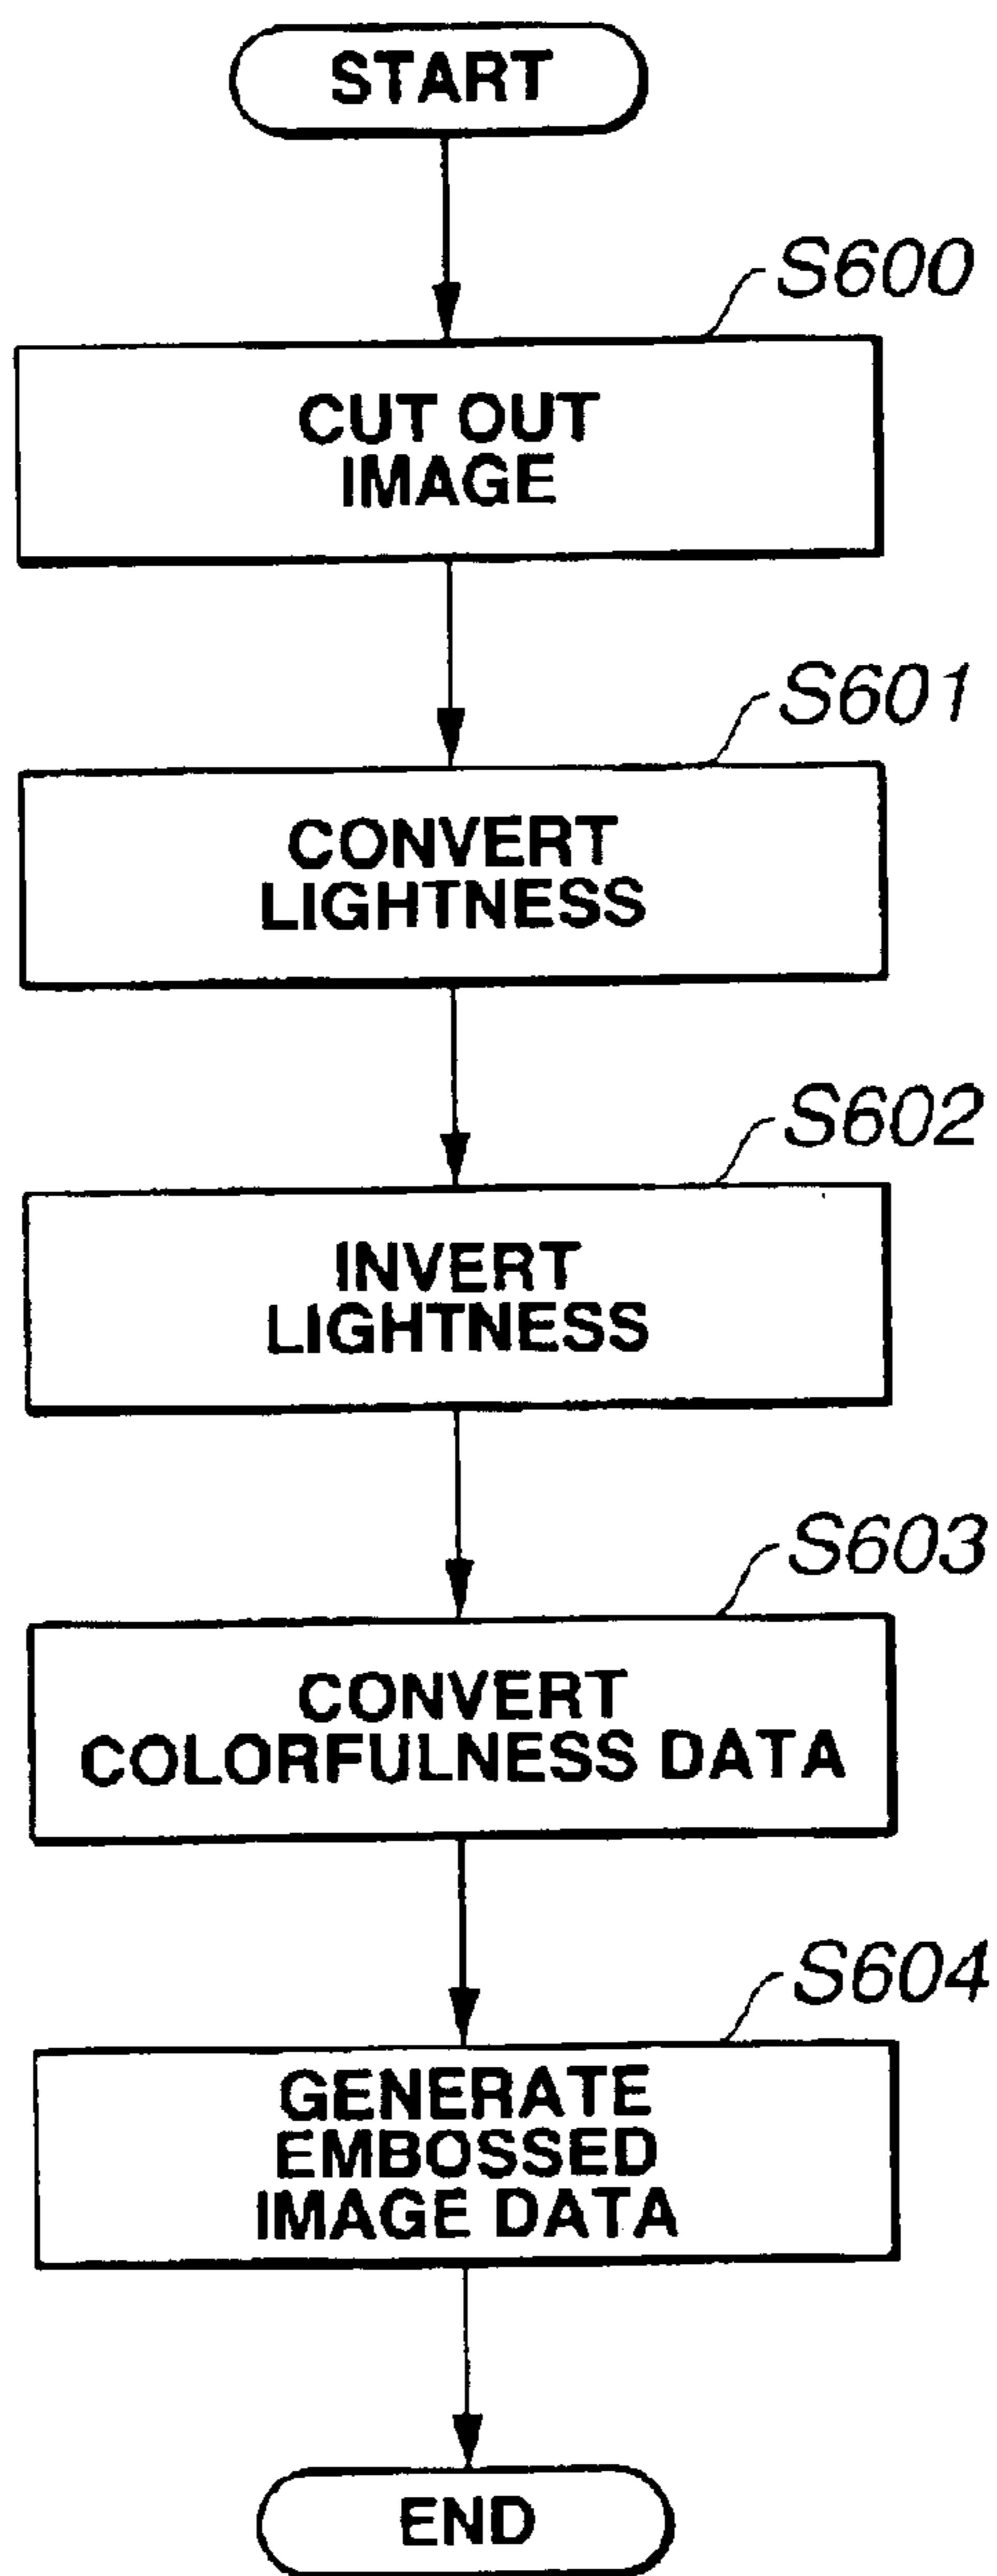 START
S600
CUT OUT
IMAGE
S601
CONVERT
LIGHTNESS
S602
INVERT
LIGHTNESS
S603
CONVERT
COLORFULNESS DATA
S604
GENERATE
EMBOSSED
IMAGE DATA
END